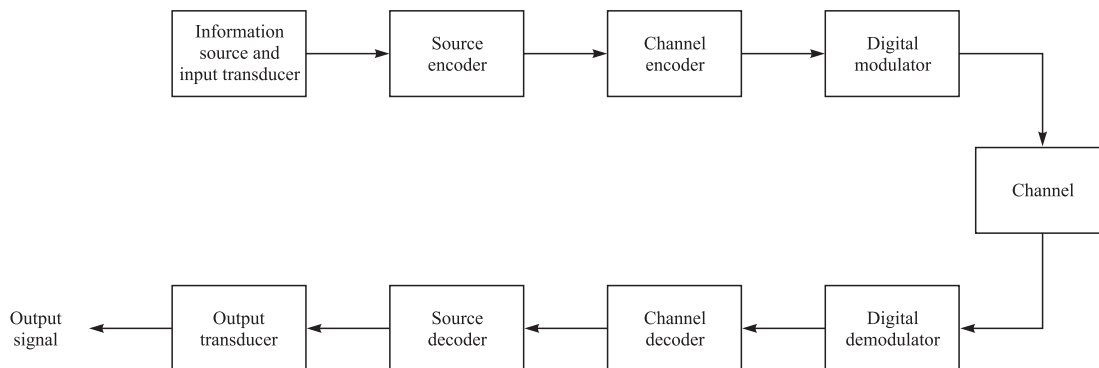 Information
source and
input transducer
Source
encoder
Channel
encoder
Digital
modulator
Channel
Output
signal
Output
transducer
Source
decoder
Channel
decoder
Digital
demodulator